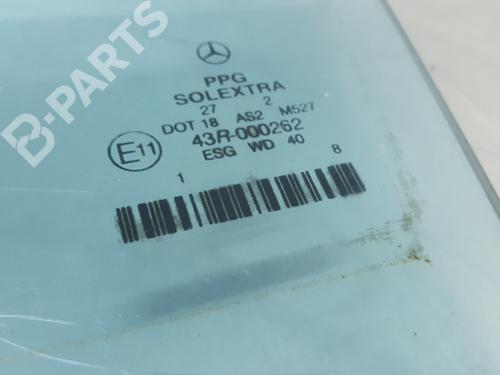 B-PARTS
PPG
SOLEXTRA
27 2
DOT 18 AS2 M527
E11 43R-000262
ESG WD 40
1 8